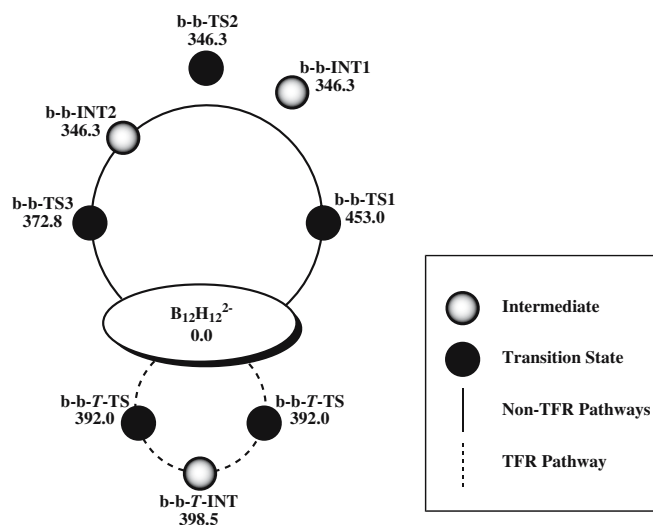 b-b-TS2
346.3
b-b-INT1
346.3
b-b-INT2
346.3
b-b-TS3
372.8
b-b-TS1
453.0
B₁₂H₁₂²⁻
0.0
b-b-T-TS
392.0
b-b-T-TS
392.0
b-b-T-INT
398.5
Intermediate
Transition State
Non-TFR Pathways
TFR Pathway